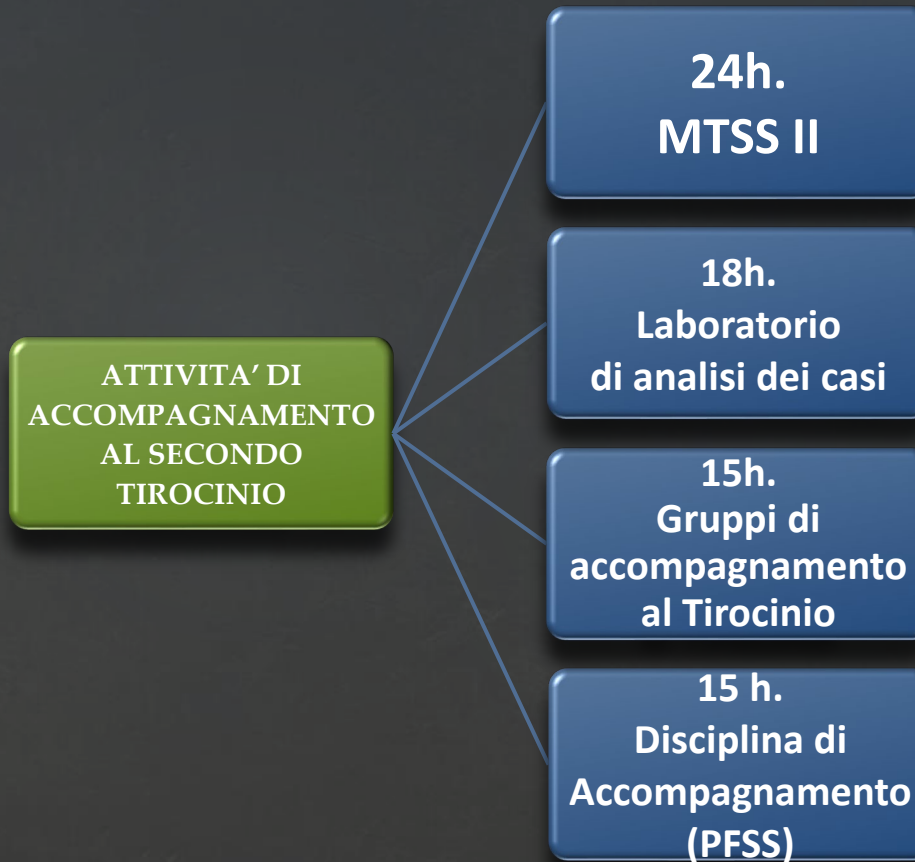 ATTIVITA’ DI
ACCOMPAGNAMENTO
AL SECONDO
TIROCINIO
24h.
MTSS II
18h.
Laboratorio
di analisi dei casi
15h.
Gruppi di
accompagnamento
al Tirocinio
15 h.
Disciplina di
Accompagnamento
(PFSS)